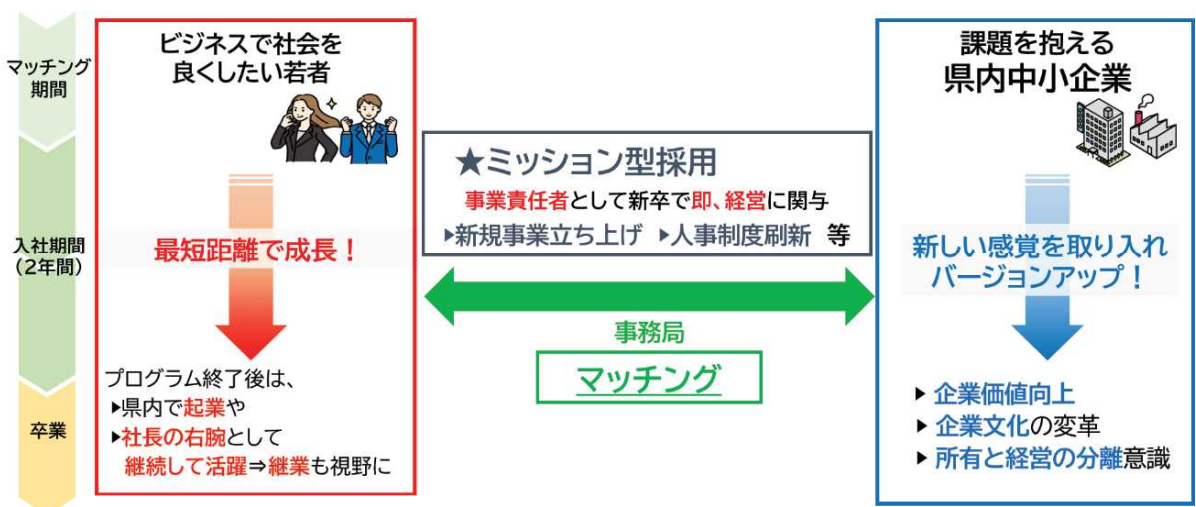 マッチング
期間
入社期間
(2年間)
卒業
ビジネスで社会を
良くしたい若者
最短距離で成長！
プログラム終了後は、
▶県内で起業や
▶社長の右腕として
継続して活躍⇒継業も視野に
★ミッション型採用
事業責任者として新卒で即、経営に関与
▶新規事業立ち上げ ▶人事制度刷新 等
事務局
マッチング
課題を抱える
県内中小企業
新しい感覚を取り入れ
バージョンアップ！
▶ 企業価値向上
▶ 企業文化の変革
▶ 所有と経営の分離意識